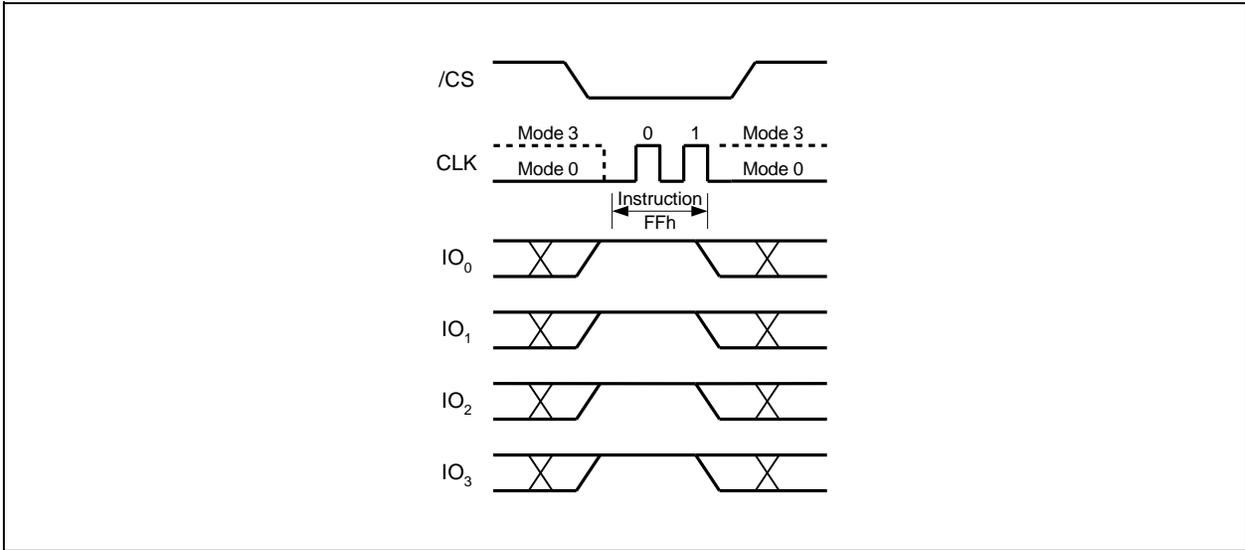 /CS
Mode 3 0 1 Mode 3
CLK
Mode 0 Mode 0
Instruction
FFh
IO0
IO1
IO2
IO3